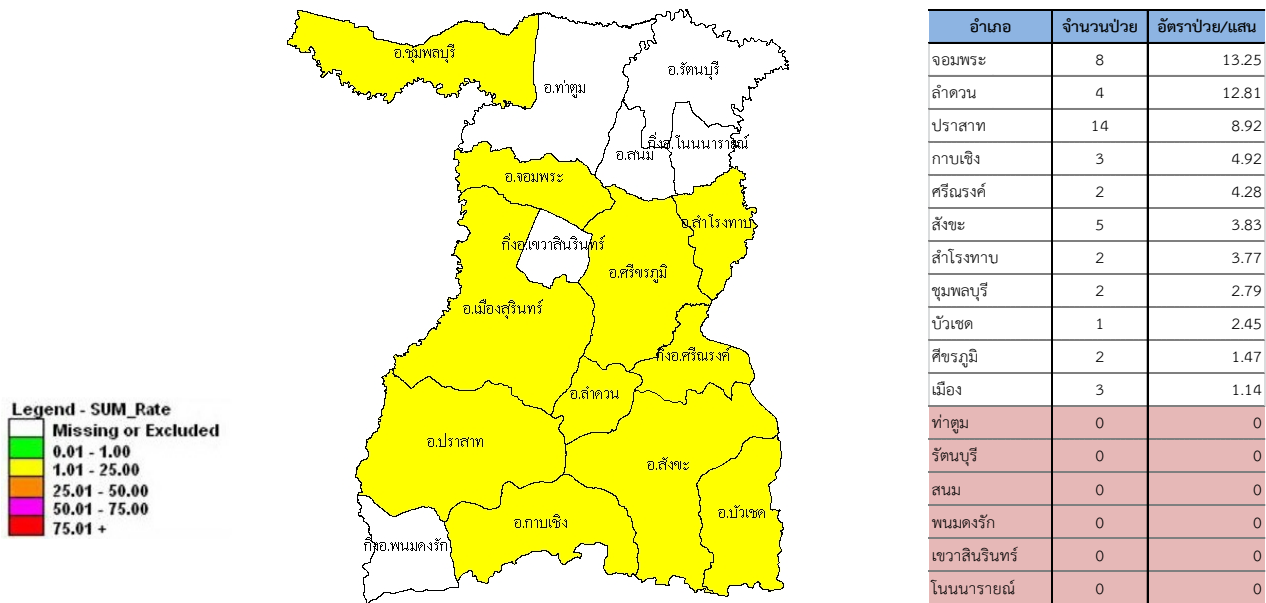 อ.ชุมพลบุรี
อ.ท่าตูม
อ.รัตนบุรี
อ.สนม
กิ่งอ.โนนนารายณ์
อ.จอมพระ
อ.สำโรงทาบ
กิ่งอ.เขวาสินรินทร์
อ.ศรีขรภูมิ
อ.เมืองสุรินทร์
กิ่งอ.ศรีณรงค์
อ.ลำดวน
อ.ปราสาท
อ.สังขะ
อ.บัวเชด
อ.กาบเชิง
กิ่งอ.พนมดงรัก
Legend - SUM_Rate
Missing or Excluded
0.01 - 1.00
1.01 - 25.00
25.01 - 50.00
50.01 - 75.00
75.01 +
อำเภอ จำนวนป่วย อัตราป่วย/แสน
จอมพระ 8 13.25
ลำดวน 4 12.81
ปราสาท 14 8.92
กาบเชิง 3 4.92
ศรีณรงค์ 2 4.28
สังขะ 5 3.83
สำโรงทาบ 2 3.77
ชุมพลบุรี 2 2.79
บัวเชด 1 2.45
ศีขรภูมิ 2 1.47
เมือง 3 1.14
ท่าตูม 0 0
รัตนบุรี 0 0
สนม 0 0
พนมดงรัก 0 0
เขวาสินรินทร์ 0 0
โนนนารายณ์ 0 0